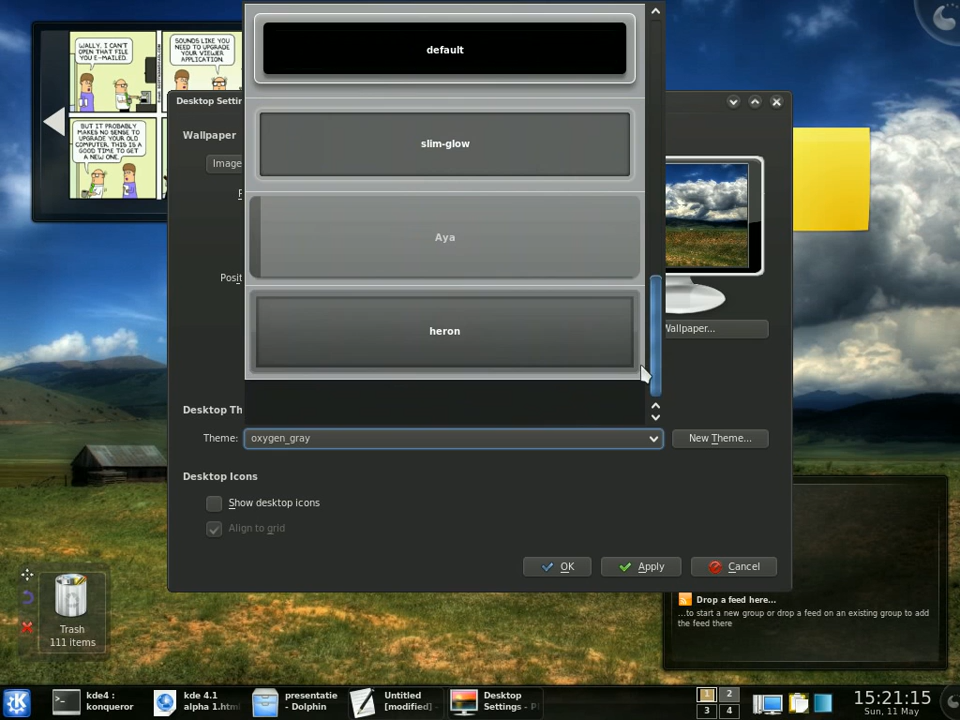 WALLY, I CAN'T
OPEN THAT FILE
YOU E-MAILED.
SOUNDS LIKE YOU
NEED TO UPGRADE
YOUR VIEWER
APPLICATION.
BUT IT PROBABLY
MAKES NO SENSE TO
UPGRADE YOUR OLD
COMPUTER. THIS IS A
GOOD TIME TO GET
A NEW ONE.
default
slim-glow
Aya
heron
Desktop Settin
Wallpaper
Image
Posit
Wallpaper...
Desktop Th
Theme:
oxygen_gray
New Theme...
Desktop Icons
Show desktop icons
Align to grid
OK
Apply
Cancel
Drop a feed here...
...to start a new group or drop a feed on an existing group to add
the feed there
Trash
111 items
kde4 :
konqueror
kde 4.1
alpha 1.html
presentatie
- Dolphin
Untitled
[modified]
Desktop
Settings - Pl
1 2
3 4
15:21:15
Sun, 11 May